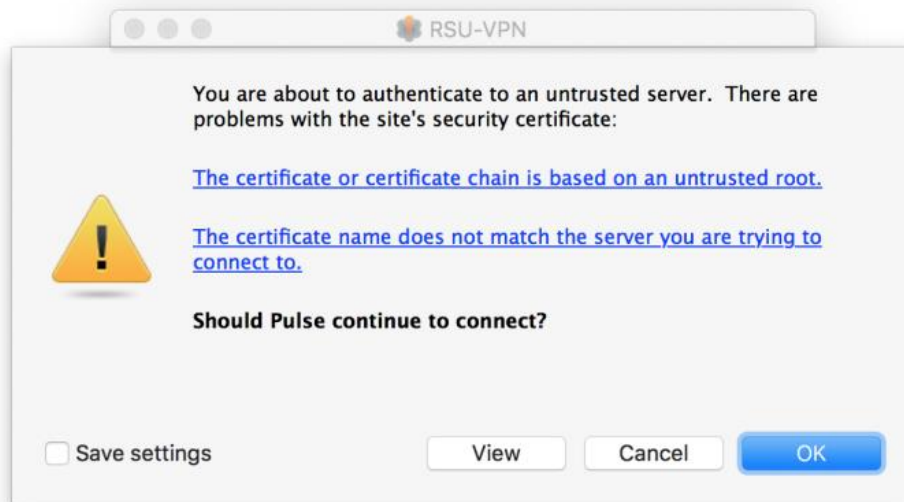 RSU-VPN
You are about to authenticate to an untrusted server. There are
problems with the site's security certificate:
The certificate or certificate chain is based on an untrusted root.
The certificate name does not match the server you are trying to
connect to.
Should Pulse continue to connect?
Save settings
View
Cancel
OK